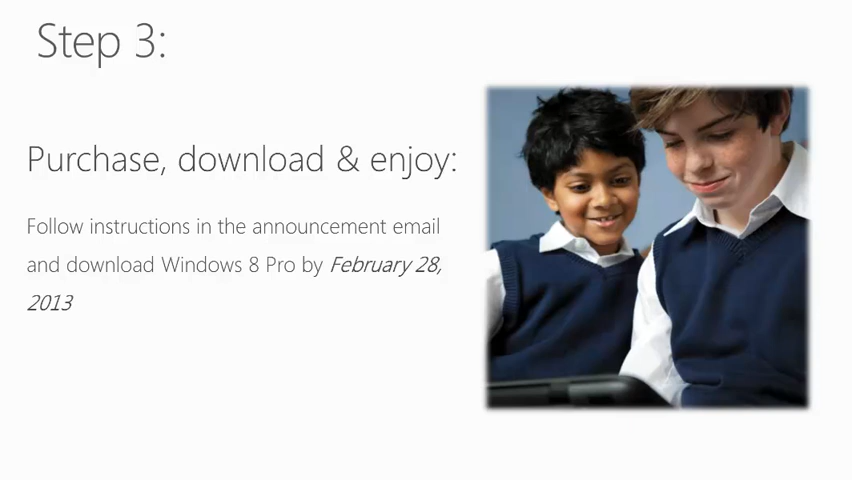 Step 3:
Purchase, download & enjoy:
Follow instructions in the announcement email
and download Windows 8 Pro by February 28,
2013